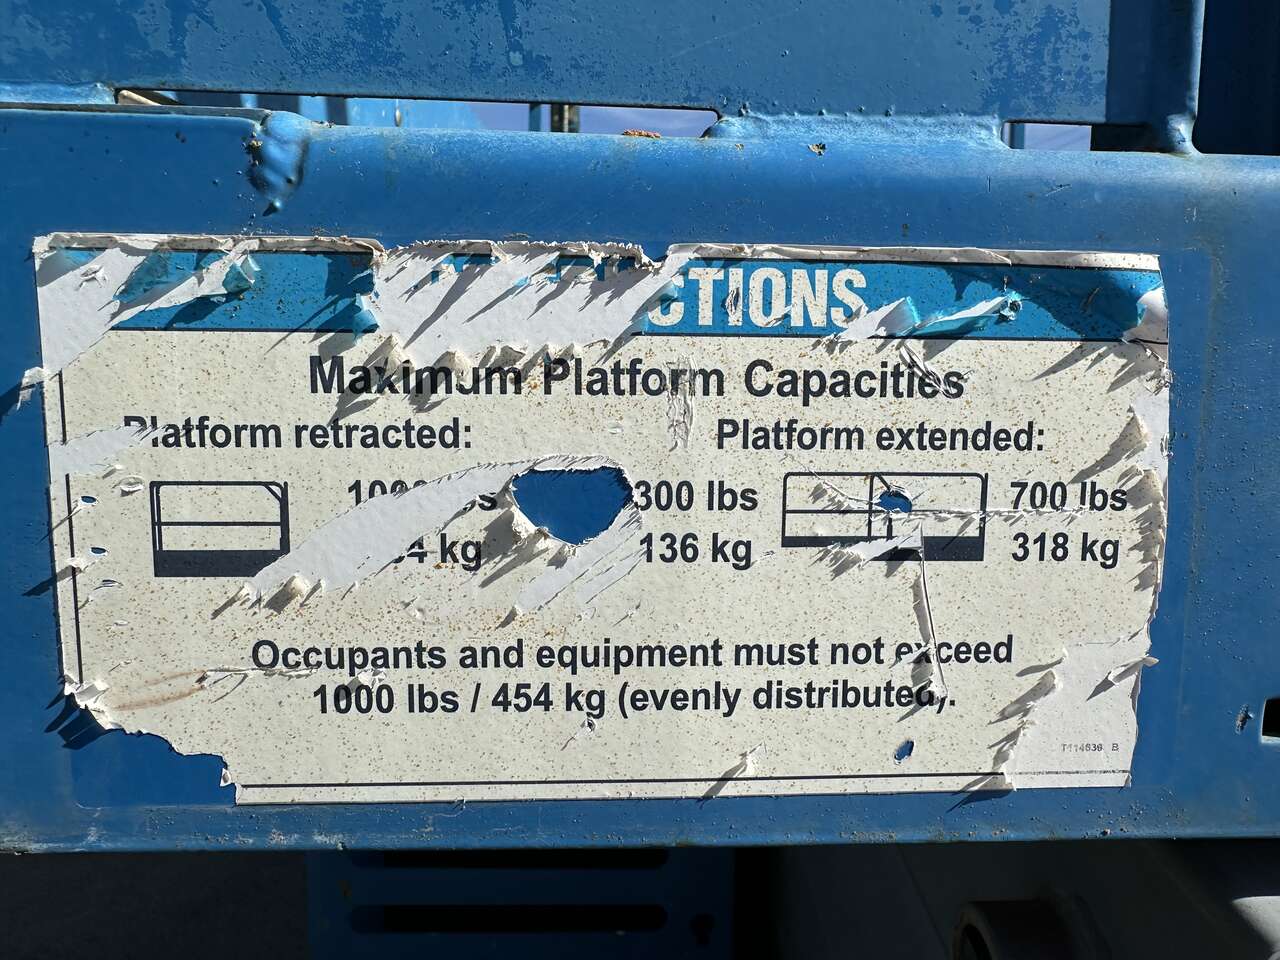 CTIONS
Maximum Platform Capacities
Platform retracted:
Platform extended:
300 lbs
700 lbs
kg
136 kg
318 kg
Occupants and equipment must not exceed
1000 lbs / 454 kg (evenly distributed).
T114636 B